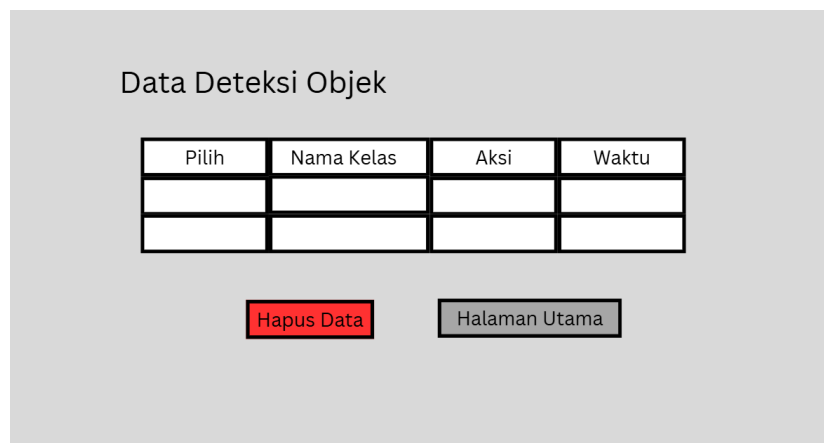 Data Deteksi Objek
Pilih Nama Kelas Aksi Waktu
Hapus Data Halaman Utama